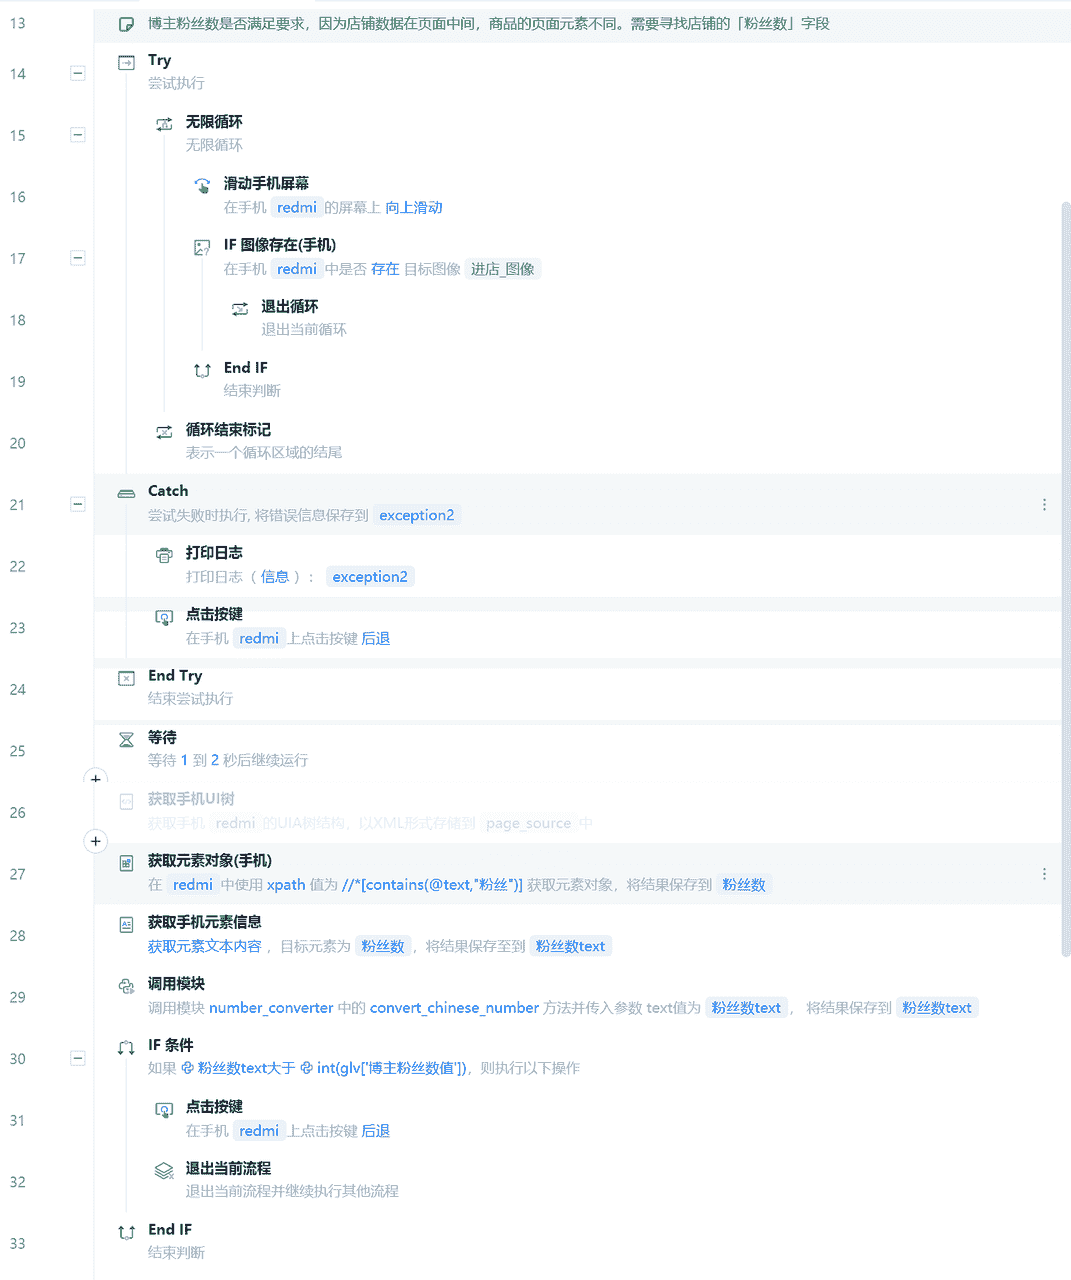 13 博主粉丝数是否满足要求，因为店铺数据在页面中间，商品的页面元素不同。需要寻找店铺的「粉丝数」字段
14 Try
尝试执行
15 无限循环
无限循环
16 滑动手机屏幕
在手机 redmi 的屏幕上 向上滑动
17 IF 图像存在(手机)
在手机 redmi 中是否 存在 目标图像 进店_图像
18 退出循环
退出当前循环
19 End IF
结束判断
20 循环结束标记
表示一个循环区域的结尾
21 Catch
尝试失败时执行, 将错误信息保存到 exception2
22 打印日志
打印日志（ 信息 ）： exception2
23 点击按键
在手机 redmi 上点击按键 后退
24 End Try
结束尝试执行
25 等待
等待 1 到 2 秒后继续运行
26 获取手机UI树
获取手机 redmi 的UIA树结构，以XML形式存储到 page_source 中
27 获取元素对象(手机)
在 redmi 中使用 xpath 值为 //*[contains(@text,"粉丝")] 获取元素对象，将结果保存到 粉丝数
28 获取手机元素信息
获取元素文本内容 ，目标元素为 粉丝数 ，将结果保存至到 粉丝数text
29 调用模块
调用模块 number_converter 中的 convert_chinese_number 方法并传入参数 text值为 粉丝数text ， 将结果保存到 粉丝数text
30 IF 条件
如果 粉丝数text大于 int(glv['博主粉丝数值'])，则执行以下操作
31 点击按键
在手机 redmi 上点击按键 后退
32 退出当前流程
退出当前流程并继续执行其他流程
33 End IF
结束判断